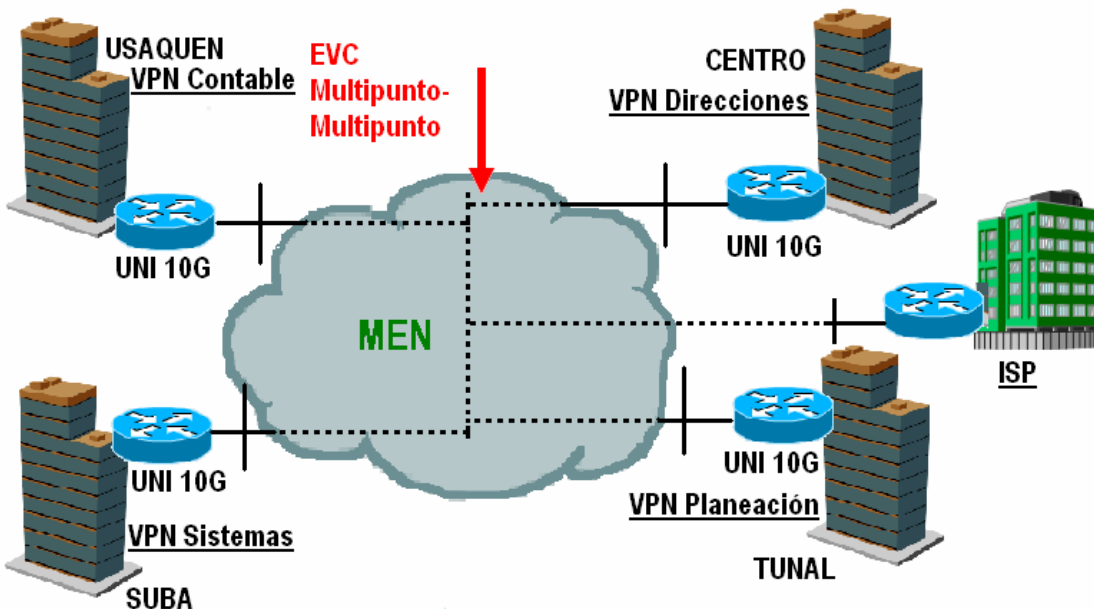 USAQUEN
VPN Contable
EVC
Multipunto-
Multipunto
CENTRO
VPN Direcciones
UNI 10G
UNI 10G
MEN
ISP
UNI 10G
UNI 10G
VPN Sistemas
VPN Planeación
SUBA
TUNAL